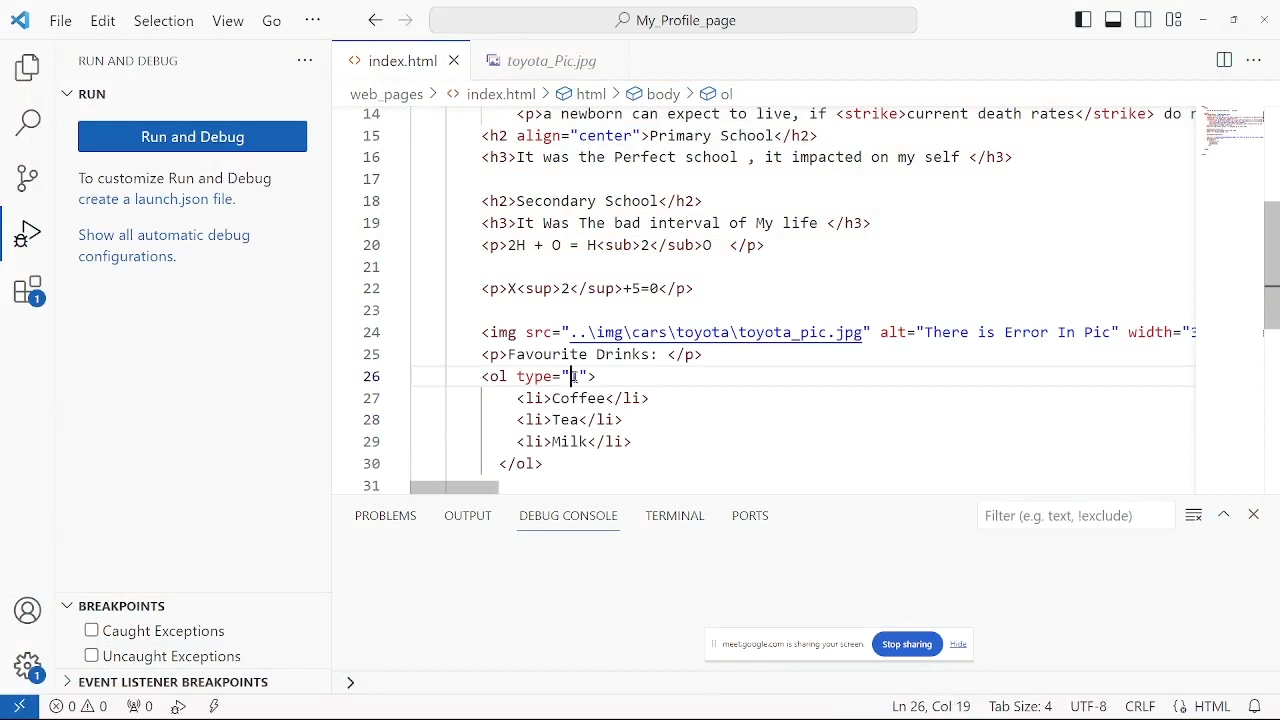 File Edit Selection View Go ··· My_Profile_page
RUN AND DEBUG ···
RUN
Run and Debug
To customize Run and Debug
create a launch.json file.
Show all automatic debug
configurations.
1
1
BREAKPOINTS
Caught Exceptions
Uncaught Exceptions
EVENT LISTENER BREAKPOINTS
index.html toyota_Pic.jpg
web_pages > index.html > html > body > ol
14 <p>a newborn can expect to live, if <strike>current death rates</strike> do
15 <h2 align="center">Primary School</h2>
16 <h3>It was the Perfect school , it impacted on my self </h3>
17
18 <h2>Secondary School</h2>
19 <h3>It Was The bad interval of My life </h3>
20 <p>2H + O = H<sub>2</sub>O  </p>
21
22 <p>X<sup>2</sup>+5=0</p>
23
24 <img src="..\img\cars\toyota\toyota_pic.jpg" alt="There is Error In Pic" width="3
25 <p>Favourite Drinks: </p>
26 <ol type=" ">
27 <li>Coffee</li>
28 <li>Tea</li>
29 <li>Milk</li>
30 </ol>
31
PROBLEMS OUTPUT DEBUG CONSOLE TERMINAL PORTS Filter (e.g. text, !exclude)
meet.google.com is sharing your screen. Stop sharing Hide
>
0 0 0 Ln 26, Col 19 Tab Size: 4 UTF-8 CRLF {} HTML